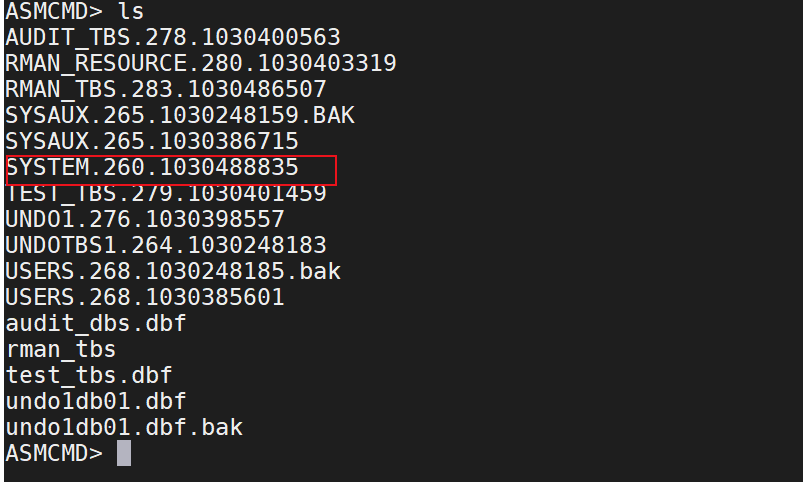 ASMCMD> ls
AUDIT_TBS.278.1030400563
RMAN_RESOURCE.280.1030403319
RMAN_TBS.283.1030486507
SYSAUX.265.1030248159.BAK
SYSAUX.265.1030386715
SYSTEM.260.1030488835
TEST_TBS.279.1030401459
UNDO1.276.1030398557
UNDOTBS1.264.1030248183
USERS.268.1030248185.bak
USERS.268.1030385601
audit_dbs.dbf
rman_tbs
test_tbs.dbf
undo1db01.dbf
undo1db01.dbf.bak
ASMCMD>